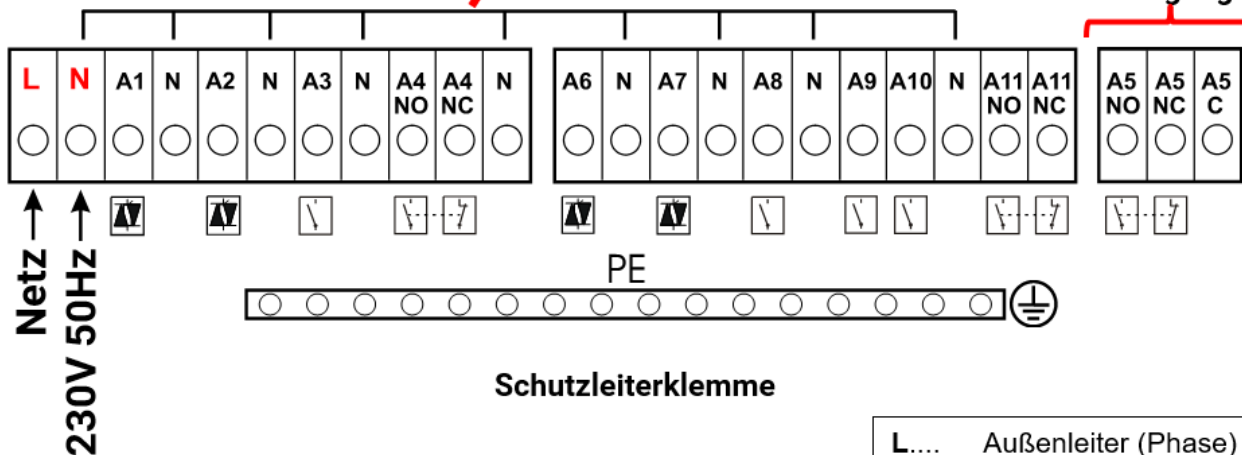 L N A1 N A2 N A3 N A4 A4 N A6 N A7 N A8 N A9 A10 N A11 A11 A5 A5 A5
NO NC NO NC NO NC C
PE
Netz
230V 50Hz
Schutzleiterklemme
L.... Außenleiter (Phase)